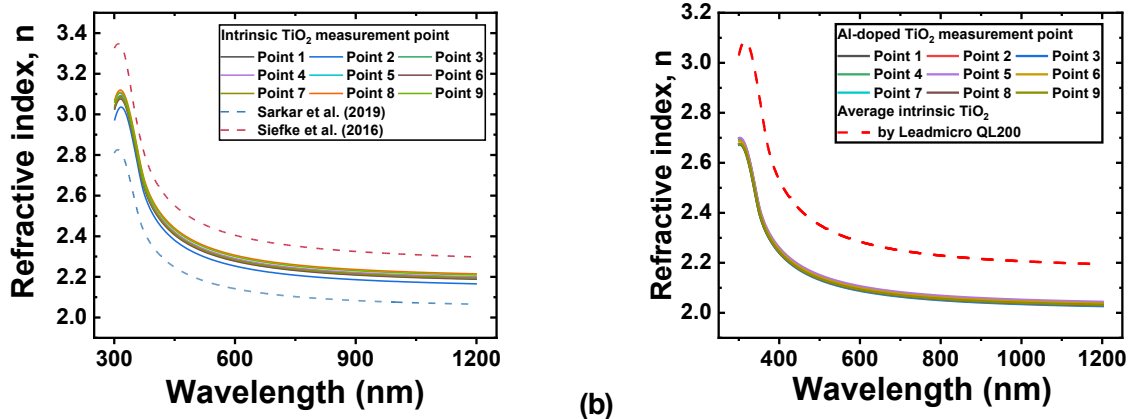 Refractive index, n
3.6
3.4
3.2
3.0
2.8
2.6
2.4
2.2
2.0
Intrinsic TiO2 measurement point
Point 1 Point 2 Point 3
Point 4 Point 5 Point 6
Point 7 Point 8 Point 9
Sarkar et al. (2019)
Siefke et al. (2016)
300 600 900 1200
Wavelength (nm)
(b)
Refractive index, n
3.2
3.0
2.8
2.6
2.4
2.2
2.0
Al-doped TiO2 measurement point
Point 1 Point 2 Point 3
Point 4 Point 5 Point 6
Point 7 Point 8 Point 9
Average intrinsic TiO2
by Leadmicro QL200
400 600 800 1000 1200
Wavelength (nm)